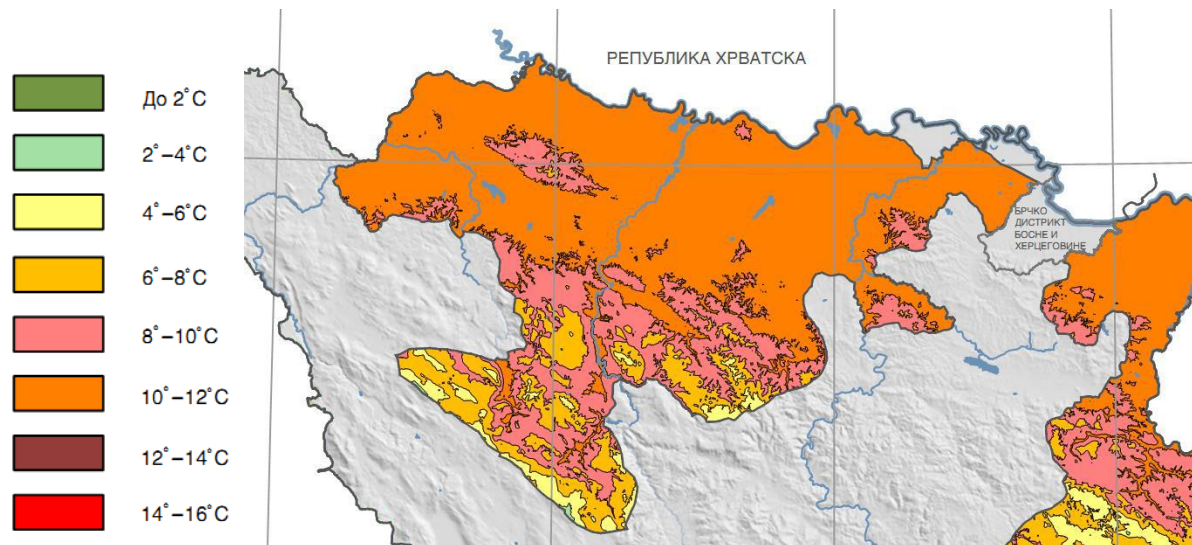 До 2°C
2°–4°C
4°–6°C
6°–8°C
8°–10°C
10°–12°C
12°–14°C
14°–16°C
РЕПУБЛИКА ХРВАТСКА
БРЧКО
ДИСТРИКТ
БОСНЕ И
ХЕРЦЕГОВИНЕ